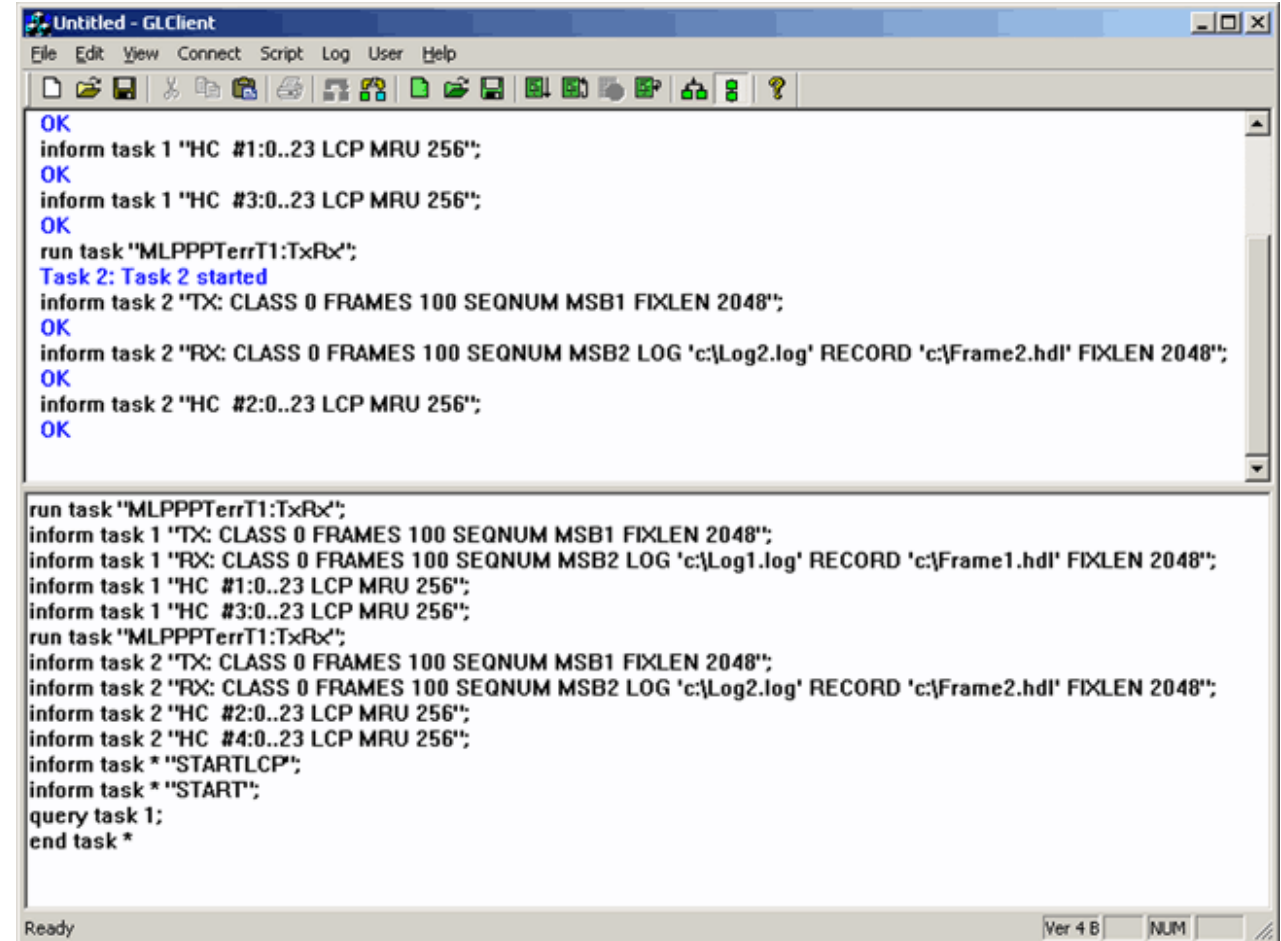 Untitled - GLClient
File Edit View Connect Script Log User Help
OK
inform task 1 "HC  #1:0..23 LCP MRU 256";
OK
inform task 1 "HC  #3:0..23 LCP MRU 256";
OK
run task "MLPPPTerrT1:TxRx";
Task 2: Task 2 started
inform task 2 "TX: CLASS 0 FRAMES 100 SEQNUM MSB1 FIXLEN 2048";
OK
inform task 2 "RX: CLASS 0 FRAMES 100 SEQNUM MSB2 LOG 'c:\Log2.log' RECORD 'c:\Frame2.hdl' FIXLEN 2048";
OK
inform task 2 "HC  #2:0..23 LCP MRU 256";
OK
run task "MLPPPTerrT1:TxRx";
inform task 1 "TX: CLASS 0 FRAMES 100 SEQNUM MSB1 FIXLEN 2048";
inform task 1 "RX: CLASS 0 FRAMES 100 SEQNUM MSB2 LOG 'c:\Log1.log' RECORD 'c:\Frame1.hdl' FIXLEN 2048";
inform task 1 "HC  #1:0..23 LCP MRU 256";
inform task 1 "HC  #3:0..23 LCP MRU 256";
run task "MLPPPTerrT1:TxRx";
inform task 2 "TX: CLASS 0 FRAMES 100 SEQNUM MSB1 FIXLEN 2048";
inform task 2 "RX: CLASS 0 FRAMES 100 SEQNUM MSB2 LOG 'c:\Log2.log' RECORD 'c:\Frame2.hdl' FIXLEN 2048";
inform task 2 "HC  #2:0..23 LCP MRU 256";
inform task 2 "HC  #4:0..23 LCP MRU 256";
inform task * "STARTLCP";
inform task * "START";
query task 1;
end task *
Ready Ver 4 B NUM